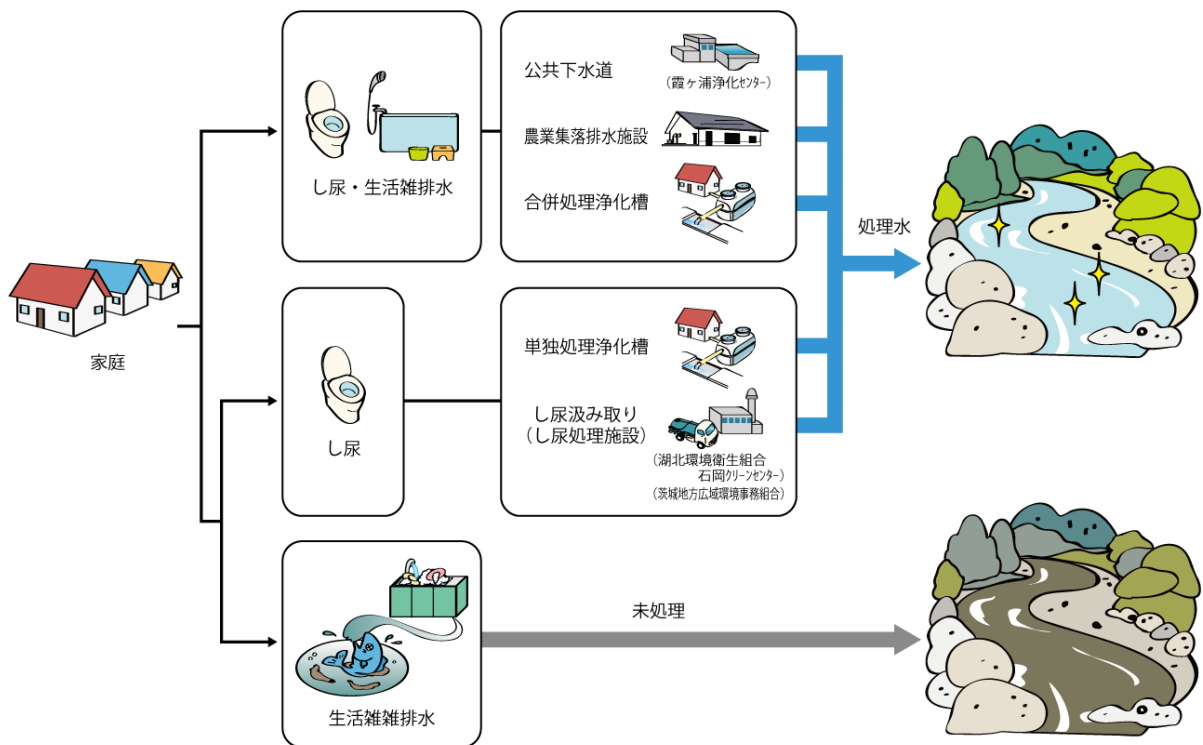 家庭
し尿・生活雑排水
公共下水道
(霞ヶ浦浄化センター)
農業集落排水施設
合併処理浄化槽
処理水
し尿
単独処理浄化槽
し尿汲み取り
(し尿処理施設)
(湖北環境衛生組合
石岡クリーンセンター)
(茨城地方広域環境事務組合)
生活雑雑排水
未処理